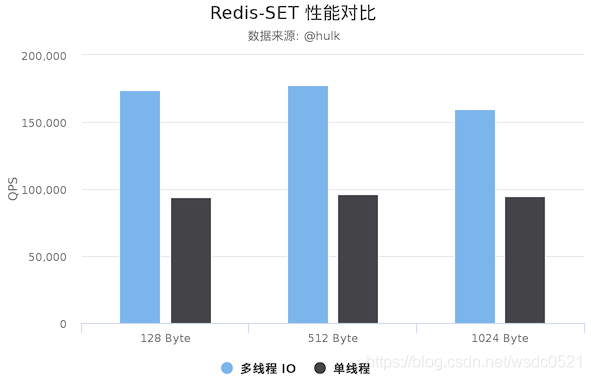 Redis-SET 性能对比
数据来源: @hulk
200,000
150,000
100,000
50,000
0
QPS
128 Byte
512 Byte
1024 Byte
多线程 IO
单线程
https://blog.csdn.net/wsdc0521